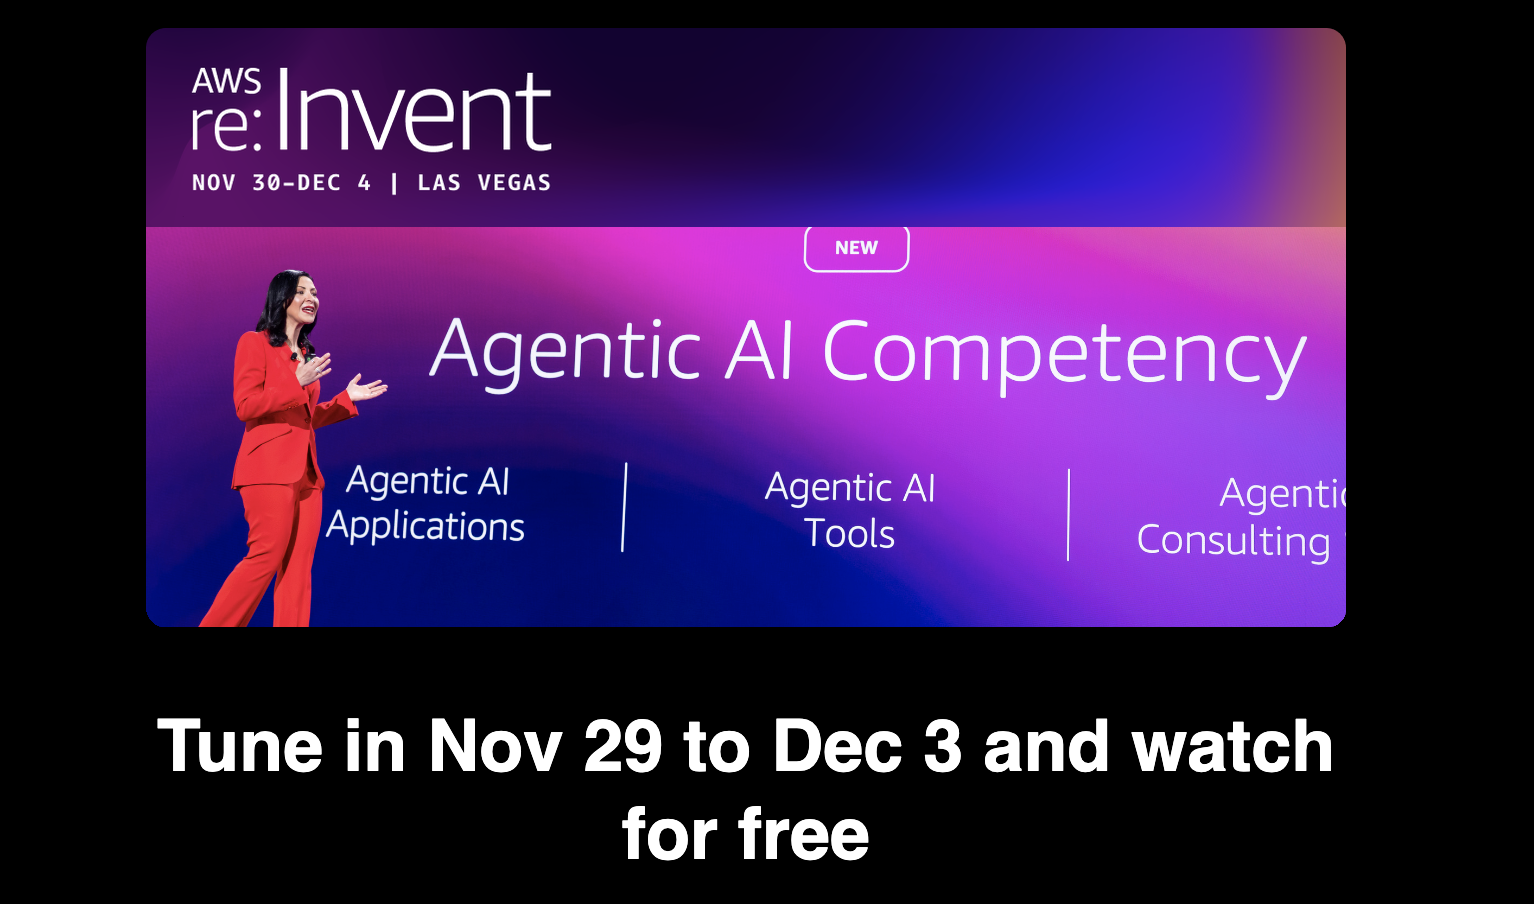 AWS
re:Invent
NOV 30–DEC 4 | LAS VEGAS
NEW
Agentic AI Competency
Agentic AI
Applications
Agentic AI
Tools
Consulting
Tune in Nov 29 to Dec 3 and watch
for free